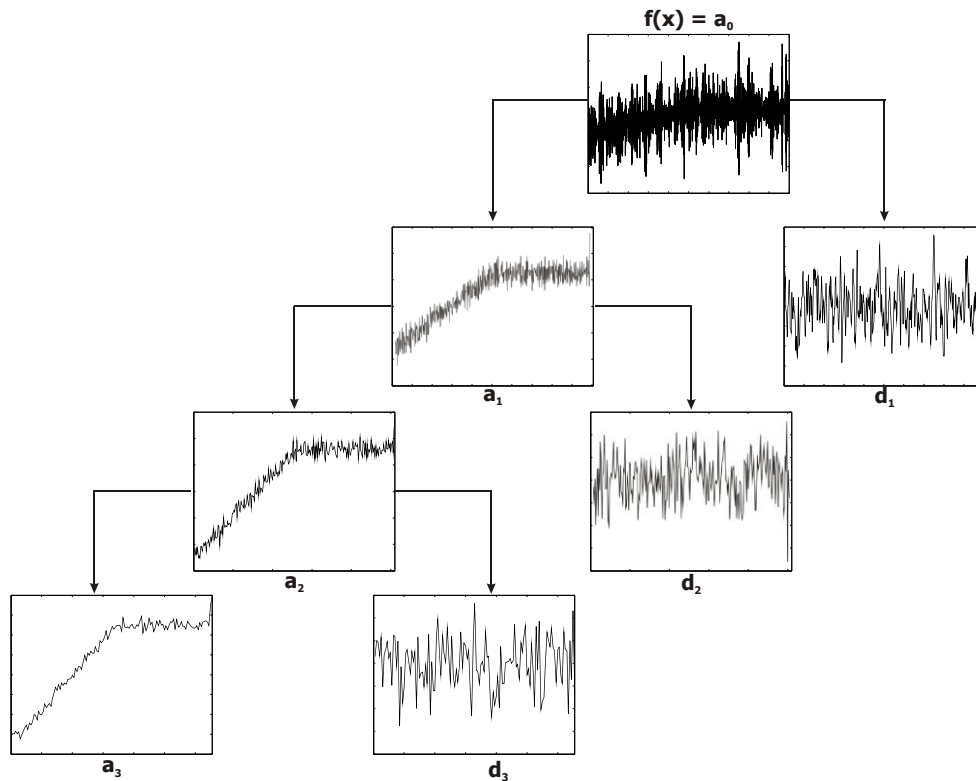 f(x) = a₀
a₁
d₁
a₂
d₂
a₃
d₃